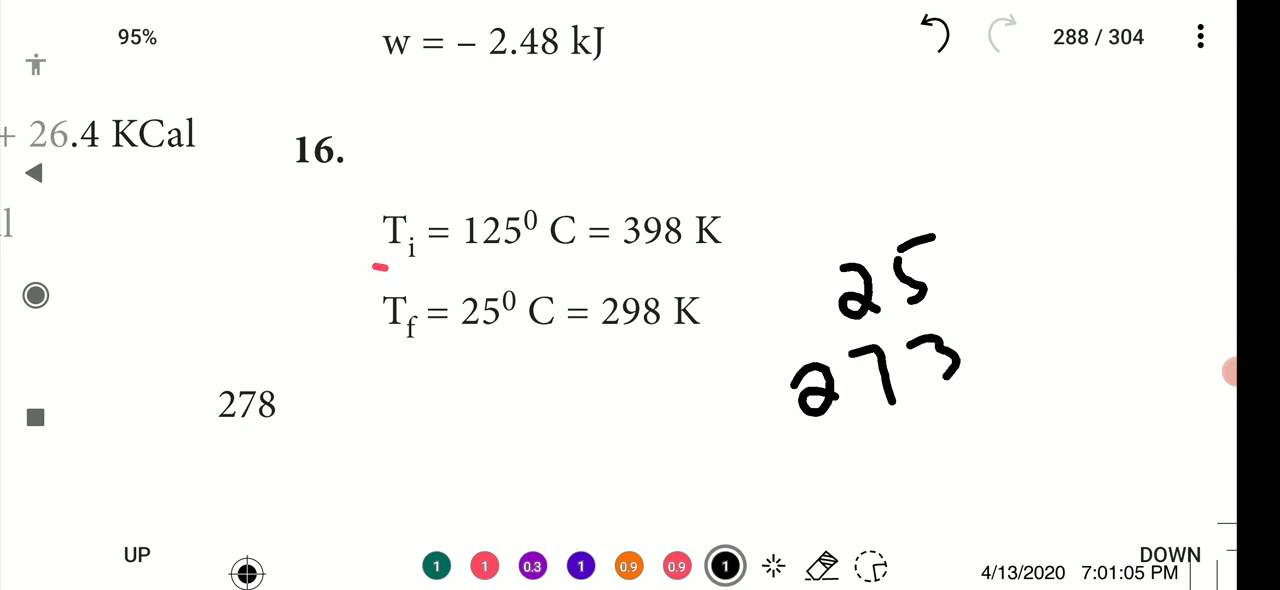 95%
w = – 2.48 kJ
288 / 304
+ 26.4 KCal
16.
l
Tᵢ = 125⁰ C = 398 K
25
T_f = 25⁰ C = 298 K
273
278
UP
1 1 0.3 1 0.9 0.9 1
DOWN
4/13/2020 7:01:05 PM